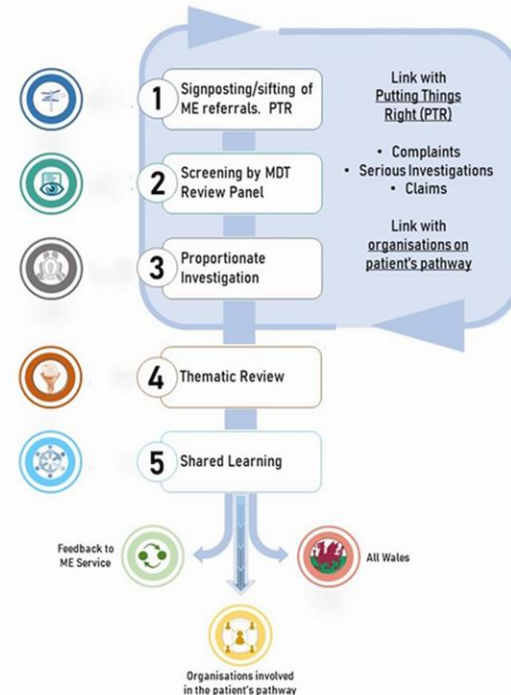 1
Signposting/sifting of
ME referrals. PTR
2
Screening by MDT
Review Panel
3
Proportionate
Investigation
Link with
Putting Things
Right (PTR)
• Complaints
• Serious Investigations
• Claims
Link with
organisations on
patient's pathway
4
Thematic Review
5
Shared Learning
Feedback to
ME Service
All Wales
Organisations involved
in the patient's pathway